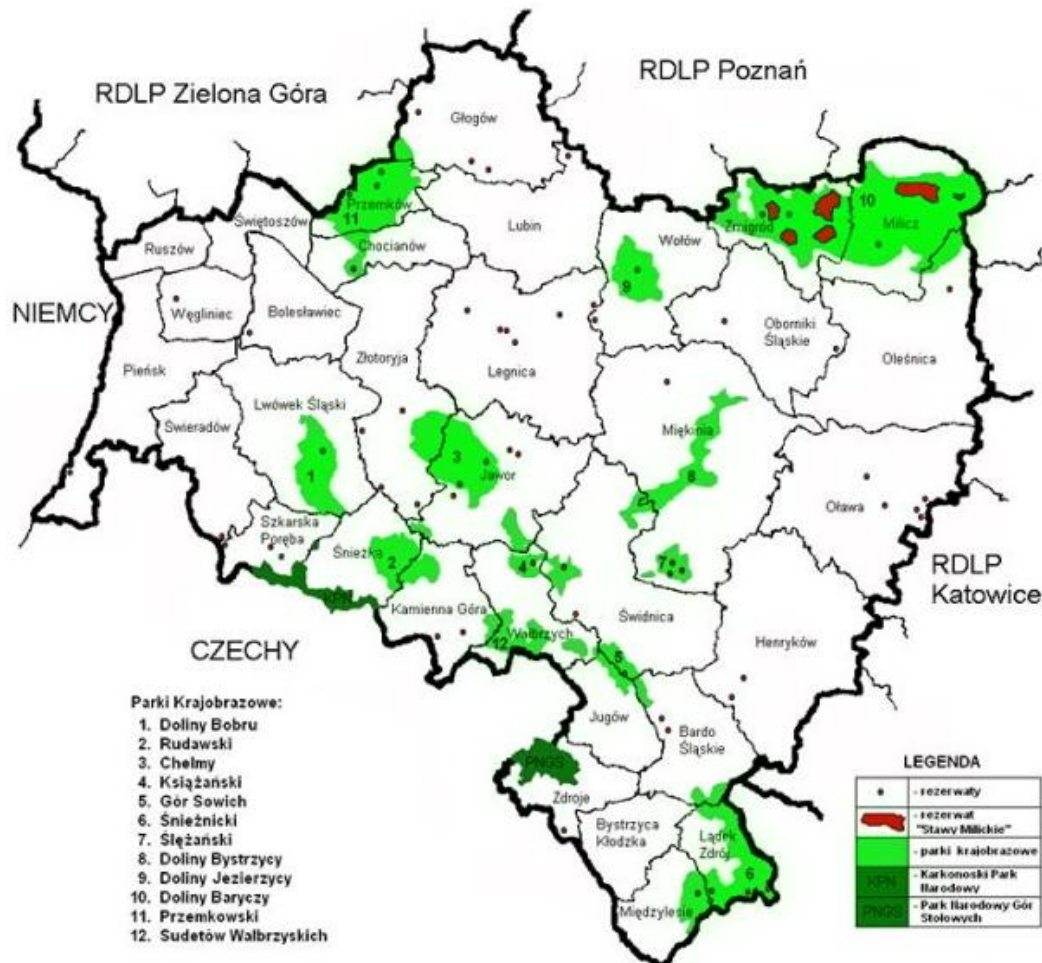 RDLP Zielona Góra
RDLP Poznań
Głogów
Przemków
11
Świętoszów
Chocianów
Lubin
Wołów
9
Żmigród
10
Milicz
Ruszów
NIEMCY
Węgliniec
Bolesławiec
Złotoryja
Legnica
Oborniki
Śląskie
Oleśnica
Pieńsk
Lwówek Śląski
Świeradów
1
3
Jawor
Miękinia
8
Oława
Szkarska
Poręba
Śnieżka
2
4
7
RDLP
Katowice
KPN
Kamienna Góra
Świdnica
Henryków
CZECHY
12
Wałbrzych
5
Jugów
Bardo
Śląskie
PNGS
Zdroje
Bystrzyca
Kłodzka
Lądek
Zdrój
6
Międzylesie
Parki Krajobrazowe:
1. Doliny Bobru
2. Rudawski
3. Chełmy
4. Książański
5. Gór Sowich
6. Śnieżnicki
7. Ślężański
8. Doliny Bystrzycy
9. Doliny Jezierzycy
10. Doliny Baryczy
11. Przemkowski
12. Sudetów Wałbrzyskich
LEGENDA
- rezerwaty
- rezerwat
"Stawy Milickie"
- parki krajobrazowe
KPN
- Karkonoski Park
Narodowy
PNGS
- Park Narodowy Gór
Stołowych